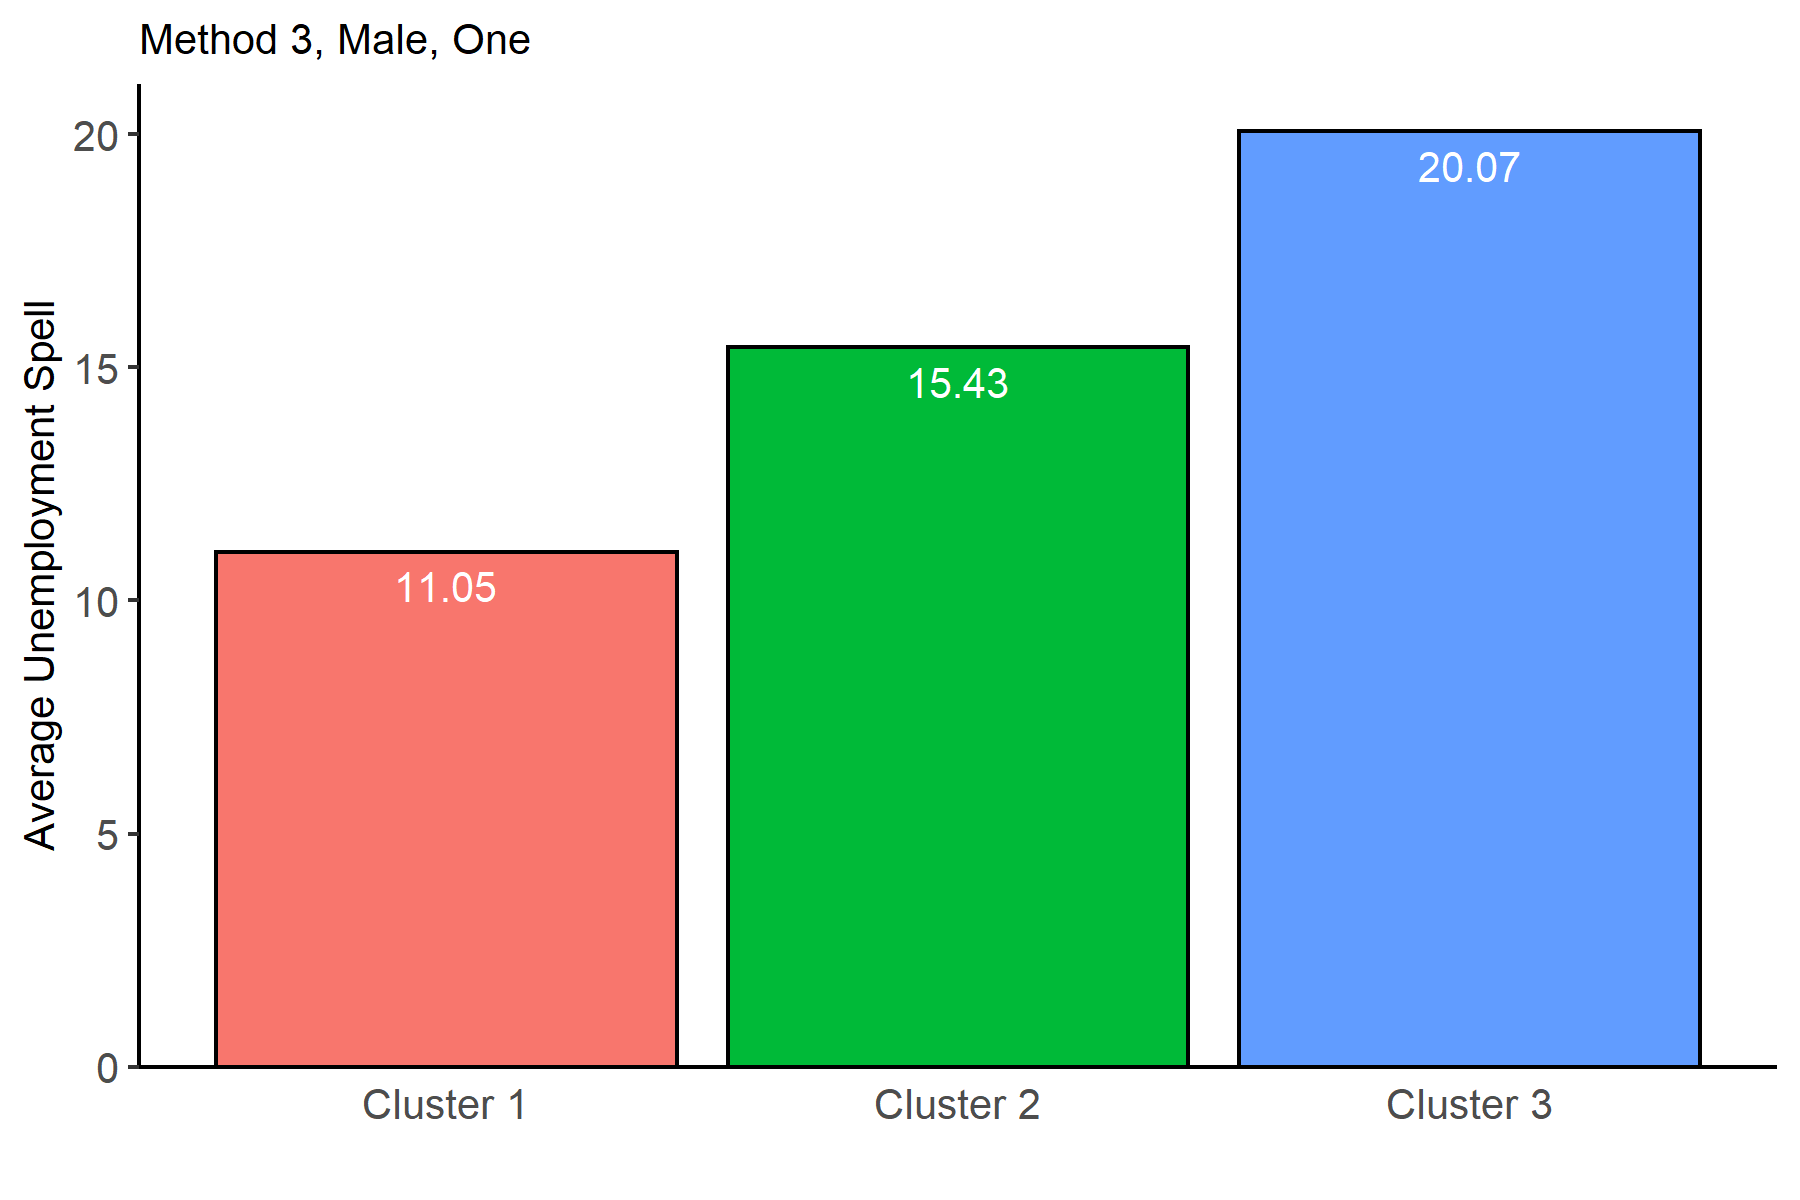 Method 3, Male, One
Average Unemployment Spell
20
15
10
5
0
11.05
15.43
20.07
Cluster 1
Cluster 2
Cluster 3